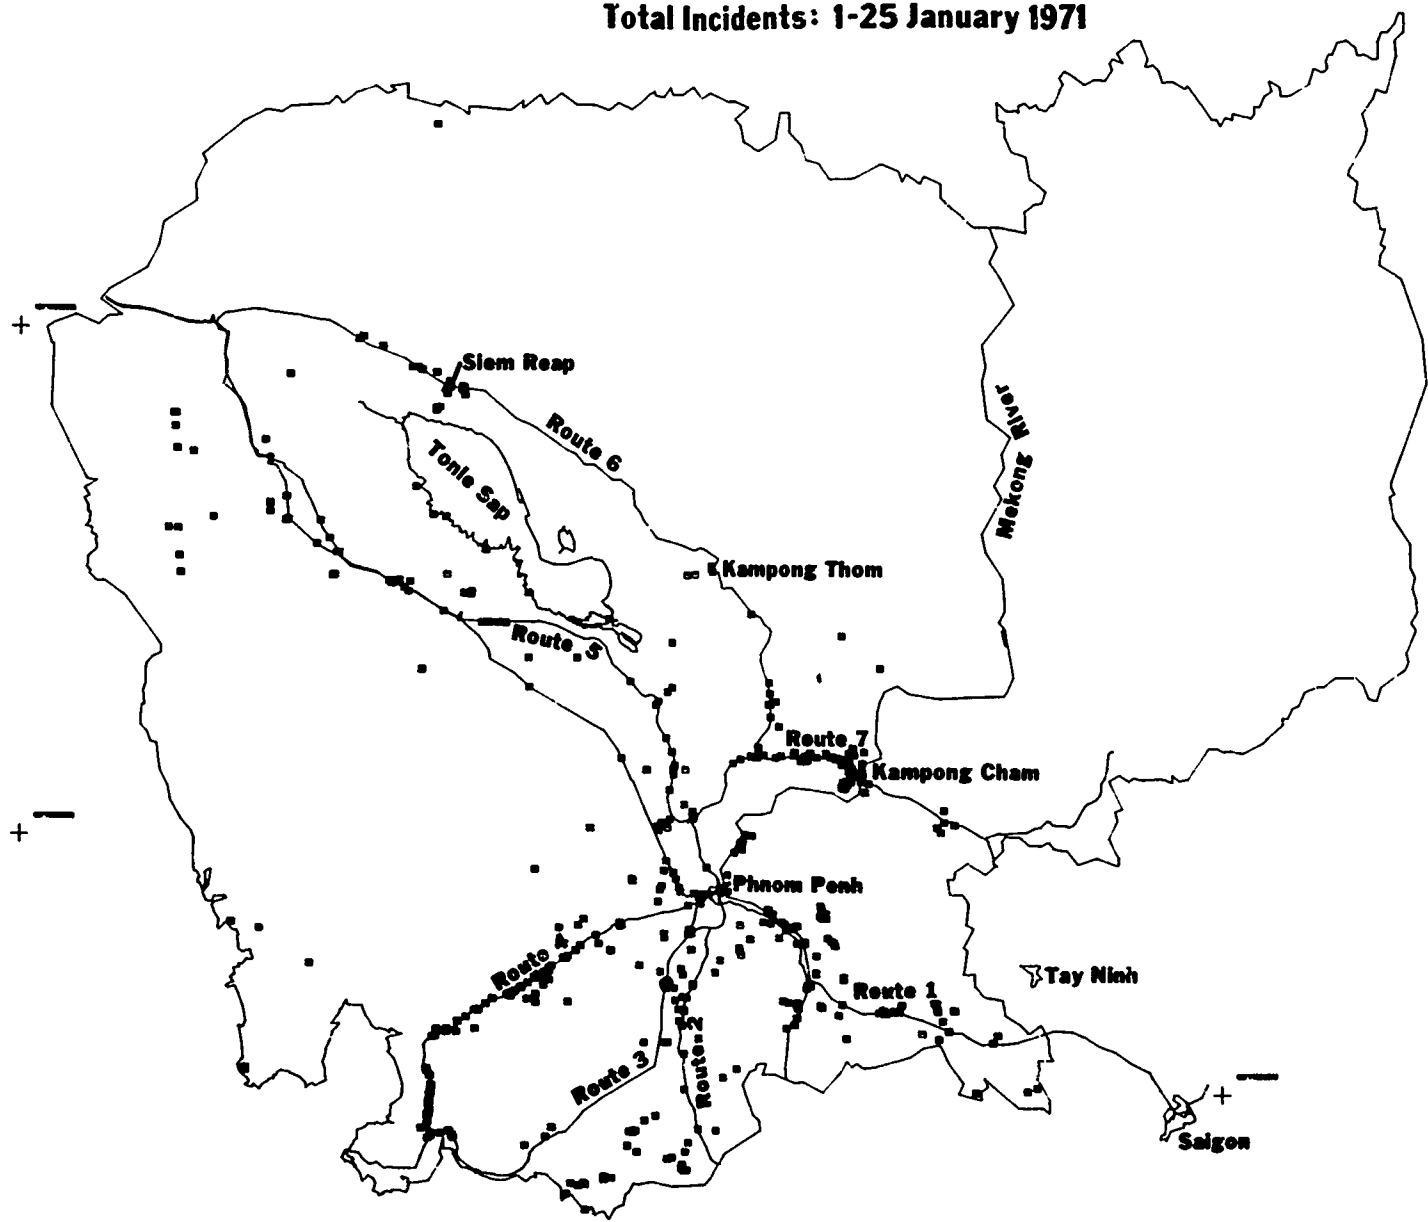 Total Incidents: 1-25 January 1971
Siem Reap
Route 6
Mekong River
Tonle Sap
Kampong Thom
Route 5
Route 7
Kampong Cham
Phnom Penh
Route 4
Tay Ninh
Route 1
Route 2
Route 3
Saigon